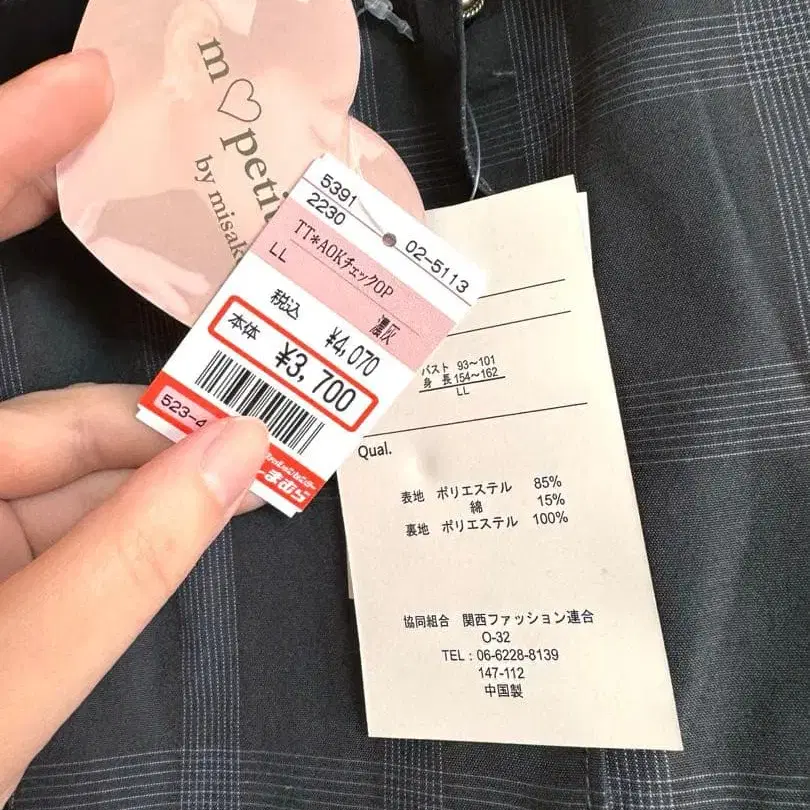 m♡petit
by misak
5391
2230
02-5113
TT*AOKチェックOP
LL
濃灰
税込 ¥4,070
本体 ¥3,700
523-4
バスト 93~101
身長 154~162
LL
Qual.
表地 ポリエステル 85%
綿 15%
裏地 ポリエステル 100%
協同組合 関西ファッション連合
O-32
TEL:06-6228-8139
147-112
中国製